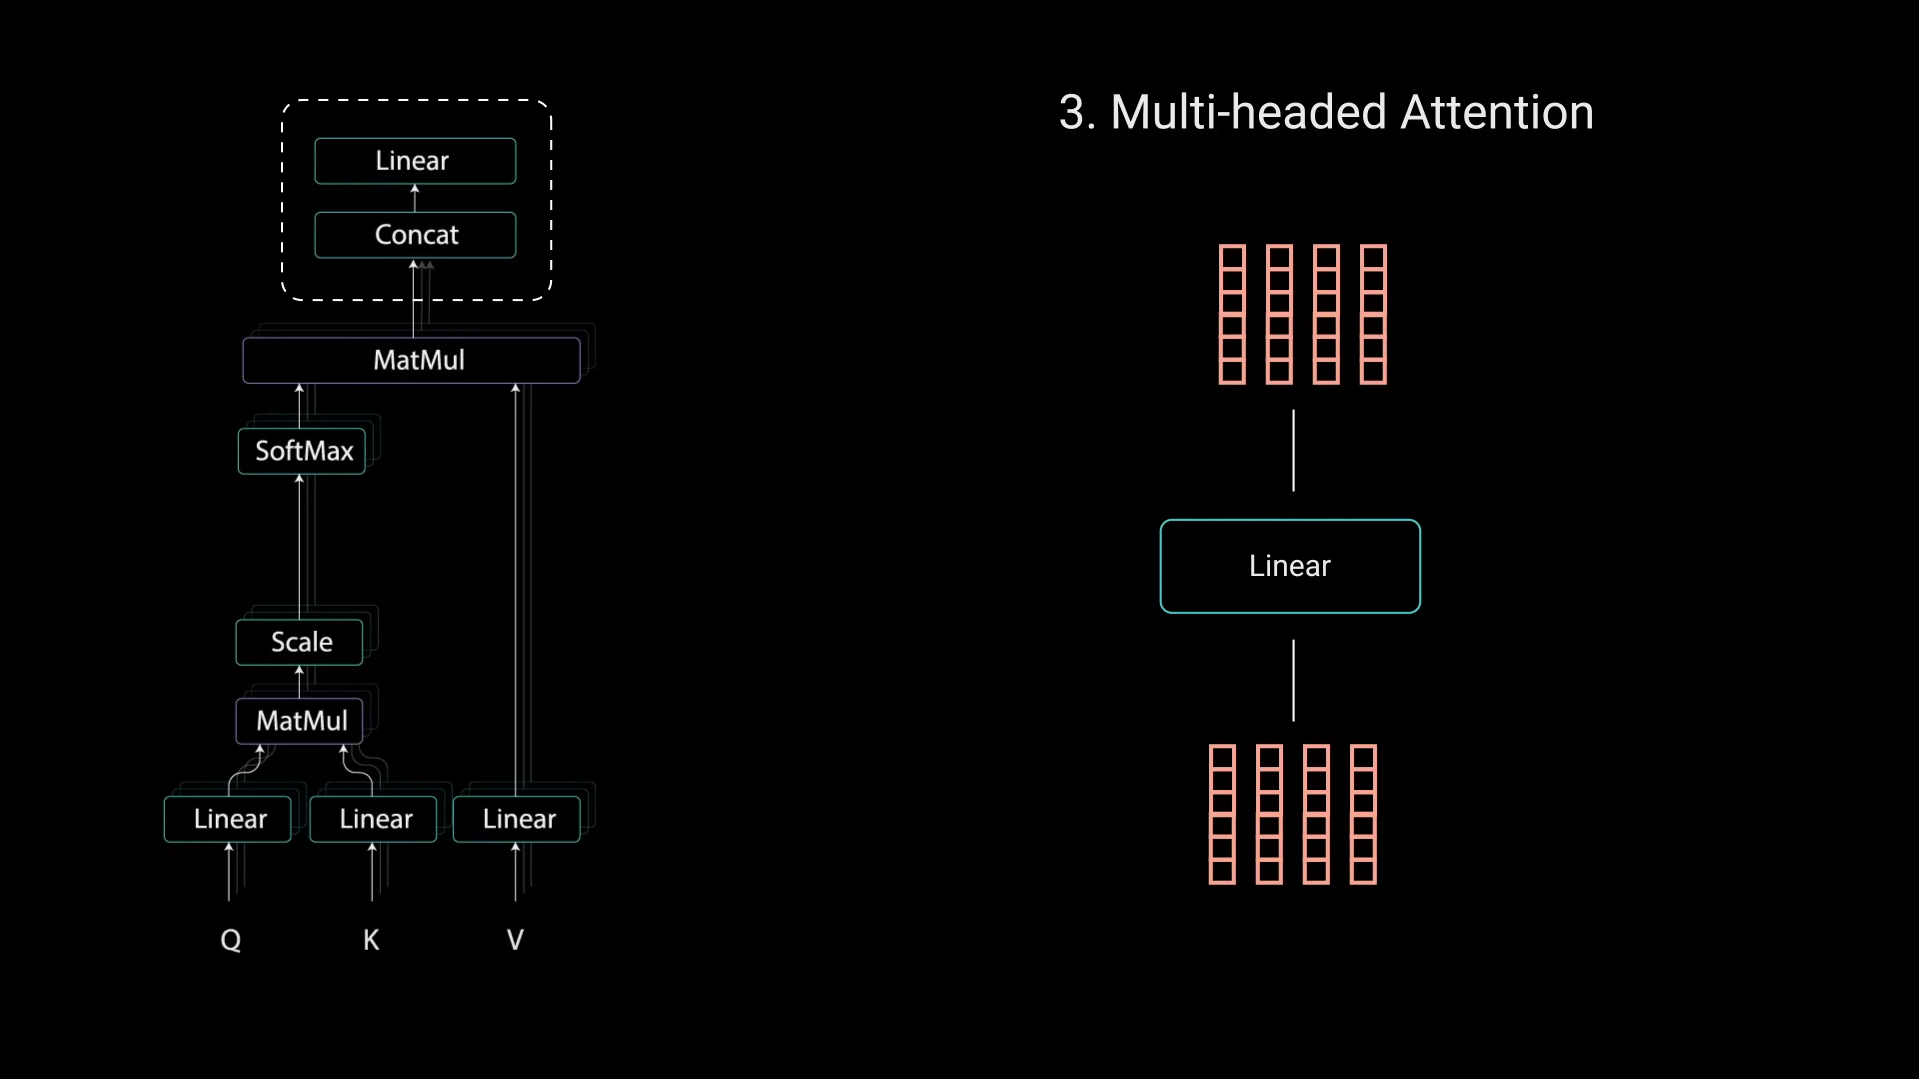 3. Multi-headed Attention
Linear
Concat
MatMul
SoftMax
Scale
MatMul
Linear Linear Linear
Q K V
Linear